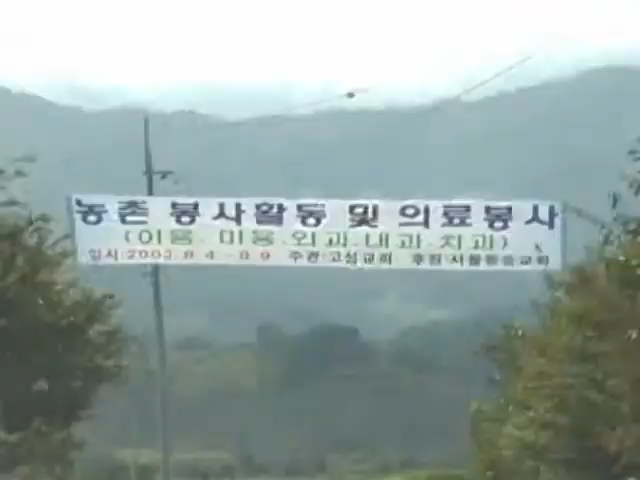 농촌 봉사활동 및 의료봉사
(이용.미용.외과.내과.치과)
일시:2003.8.4-8.9 주관:고성교회 후원:서울